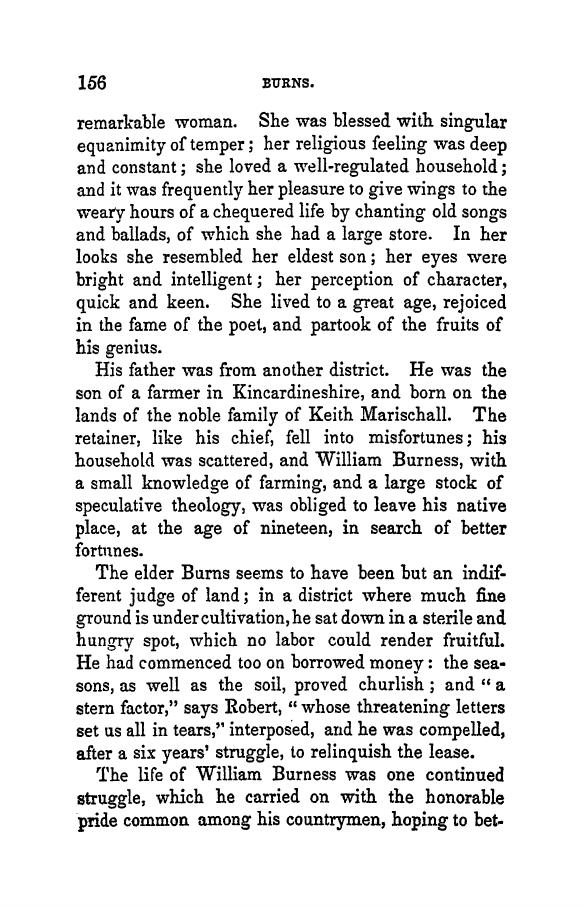 156 BURNS.
remarkable woman. She was blessed with singular
equanimity of temper; her religious feeling was deep
and constant; she loved a well-regulated household;
and it was frequently her pleasure to give wings to the
weary hours of a chequered life by chanting old songs
and ballads, of which she had a large store. In her
looks she resembled her eldest son; her eyes were
bright and intelligent; her perception of character,
quick and keen. She lived to a great age, rejoiced
in the fame of the poet, and partook of the fruits of
his genius.
His father was from another district. He was the
son of a farmer in Kincardineshire, and born on the
lands of the noble family of Keith Marischall. The
retainer, like his chief, fell into misfortunes; his
household was scattered, and William Burness, with
a small knowledge of farming, and a large stock of
speculative theology, was obliged to leave his native
place, at the age of nineteen, in search of better
fortunes.
The elder Burns seems to have been but an indif-
ferent judge of land; in a district where much fine
ground is under cultivation, he sat down in a sterile and
hungry spot, which no labor could render fruitful.
He had commenced too on borrowed money: the sea-
sons, as well as the soil, proved churlish; and "a
stern factor," says Robert, "whose threatening letters
set us all in tears," interposed, and he was compelled,
after a six years' struggle, to relinquish the lease.
The life of William Burness was one continued
struggle, which he carried on with the honorable
pride common among his countrymen, hoping to bet-